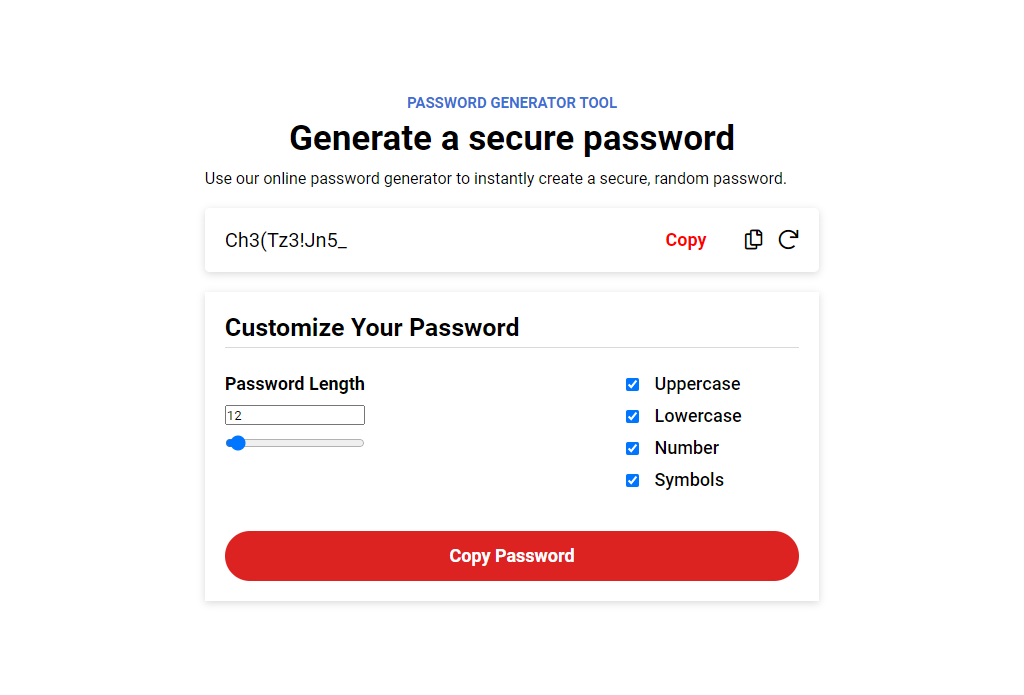 PASSWORD GENERATOR TOOL
Generate a secure password
Use our online password generator to instantly create a secure, random password.
Ch3(Tz3!Jn5_
Copy
Customize Your Password
Password Length
12
Uppercase
Lowercase
Number
Symbols
Copy Password